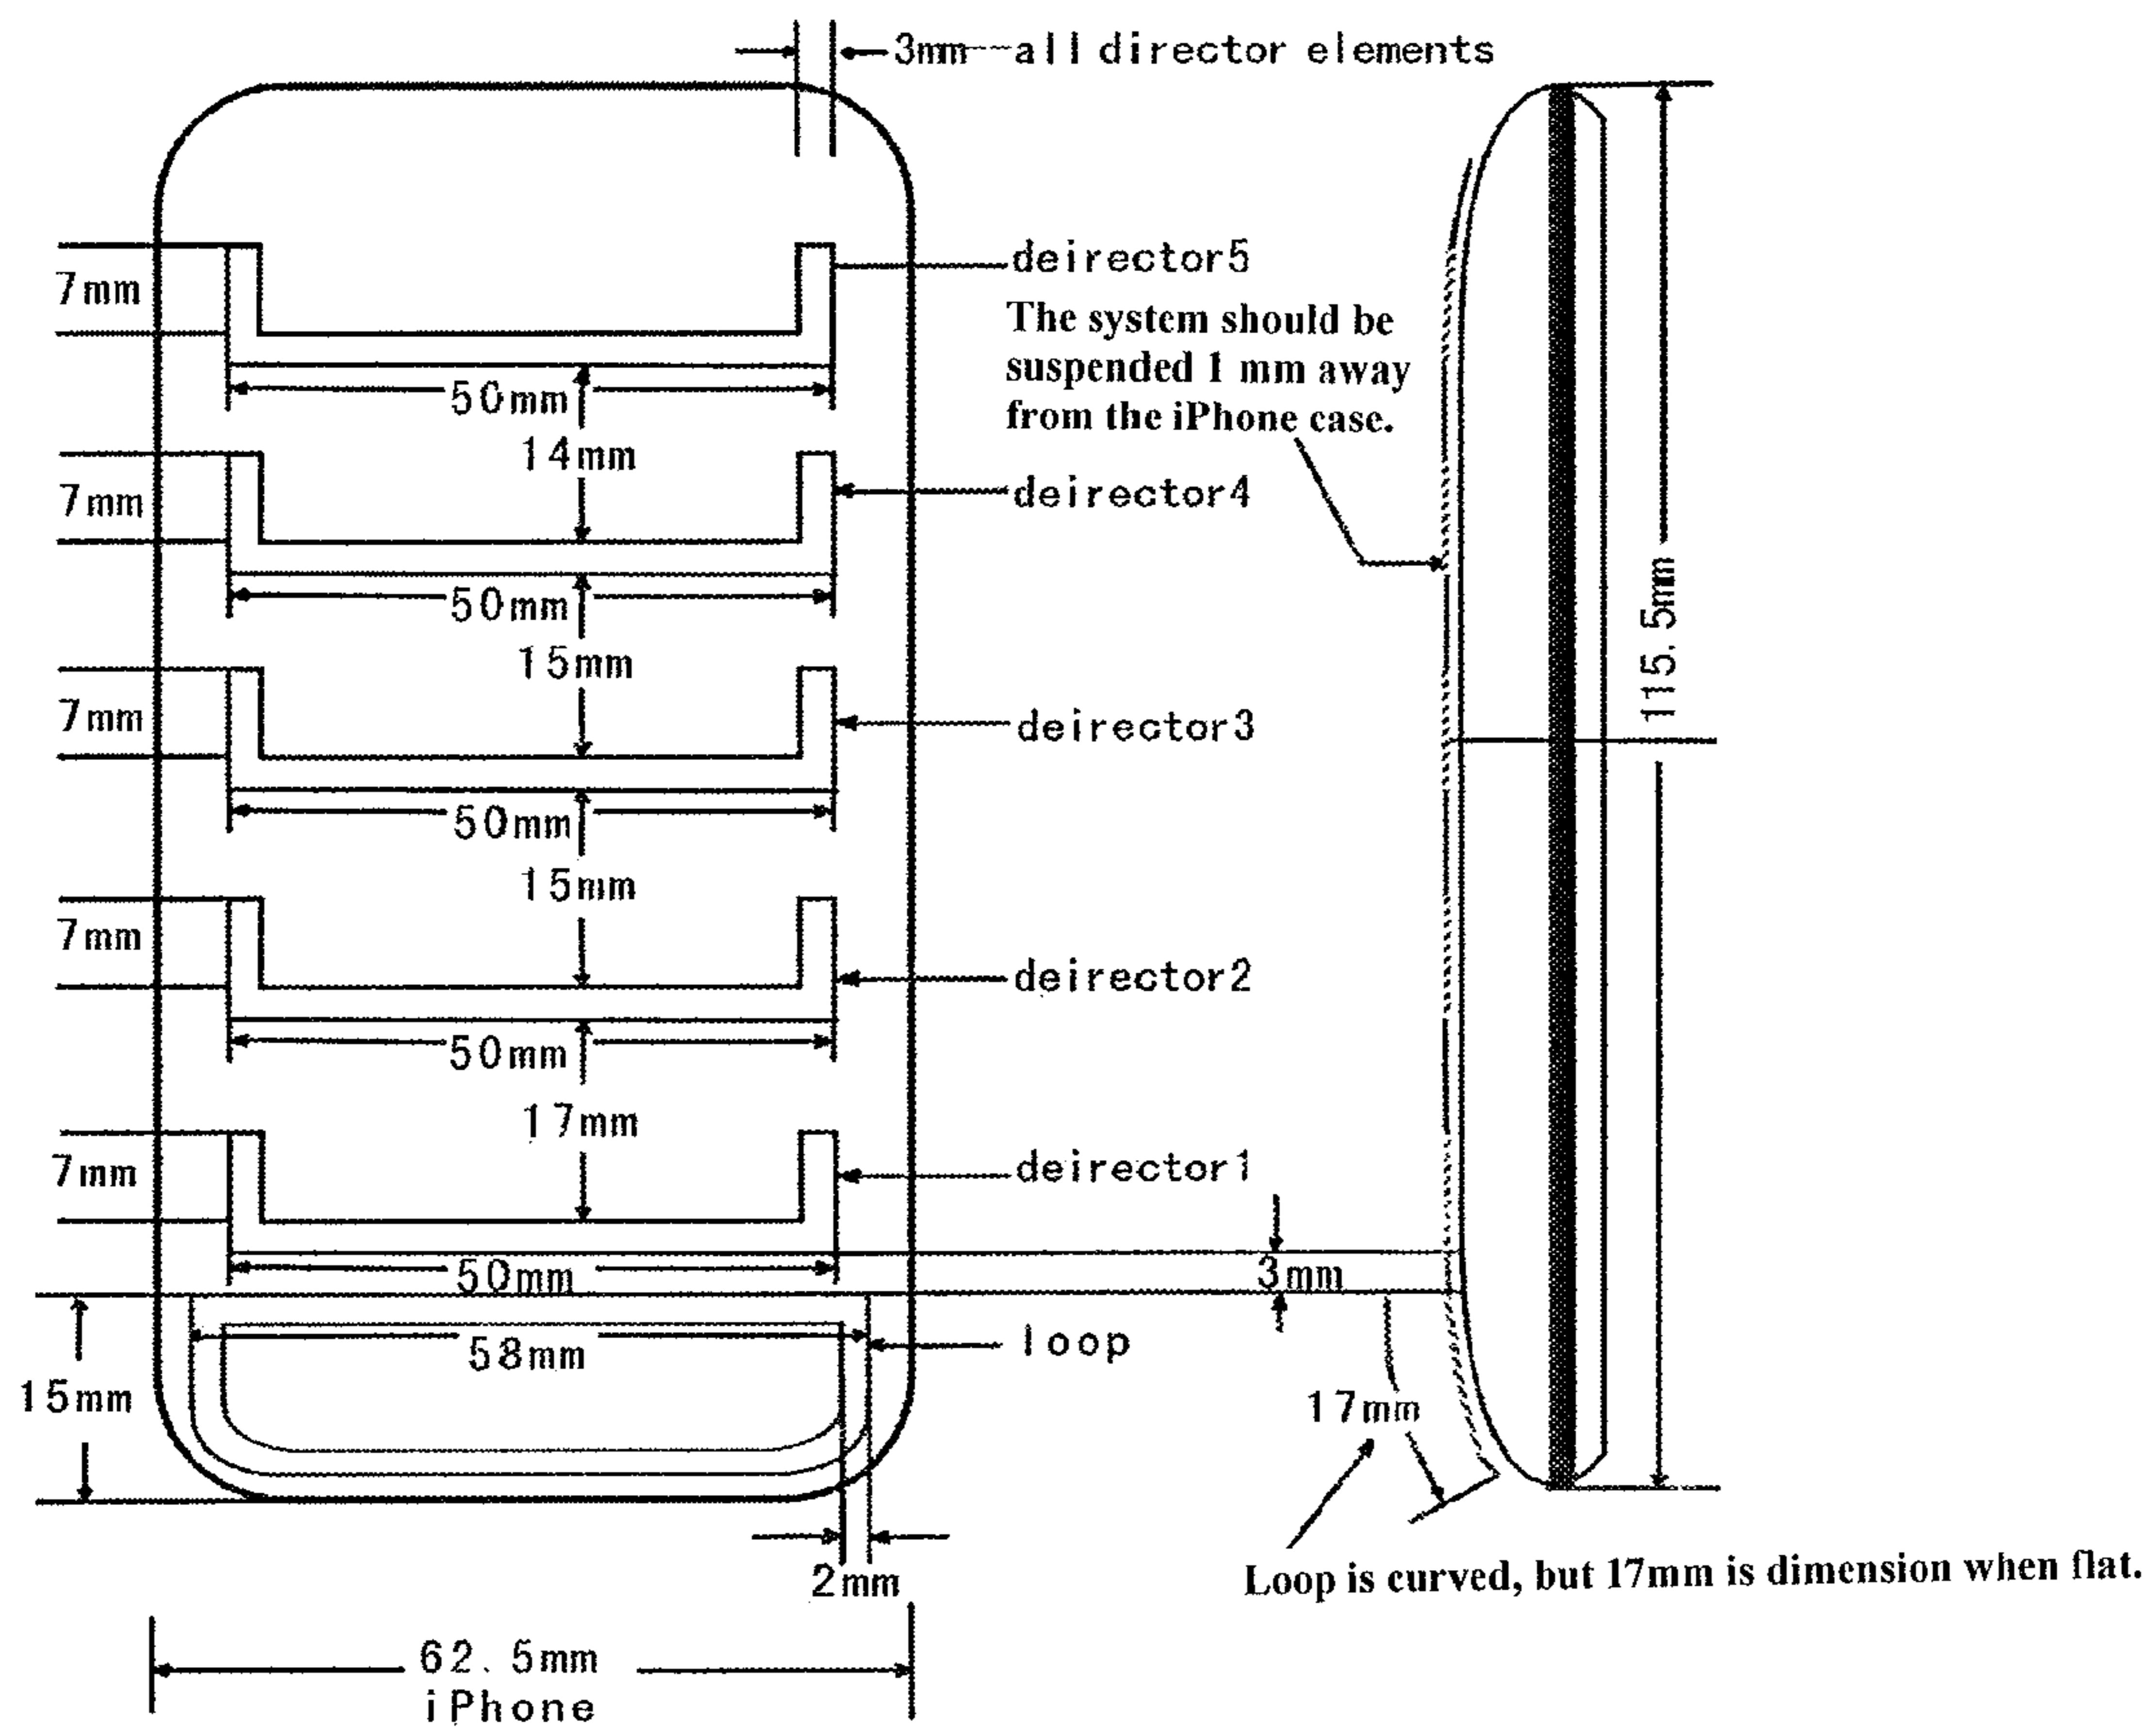 3mm--all director elements
7mm
deirector5
The system should be
suspended 1 mm away
from the iPhone case.
50mm
14mm
7mm
deirector4
50mm
15mm
115.5mm
7mm
deirector3
50mm
15mm
7mm
deirector2
50mm
17mm
7mm
deirector1
50mm
3mm
58mm
loop
15mm
17mm
2mm
Loop is curved, but 17mm is dimension when flat.
62.5mm
iPhone